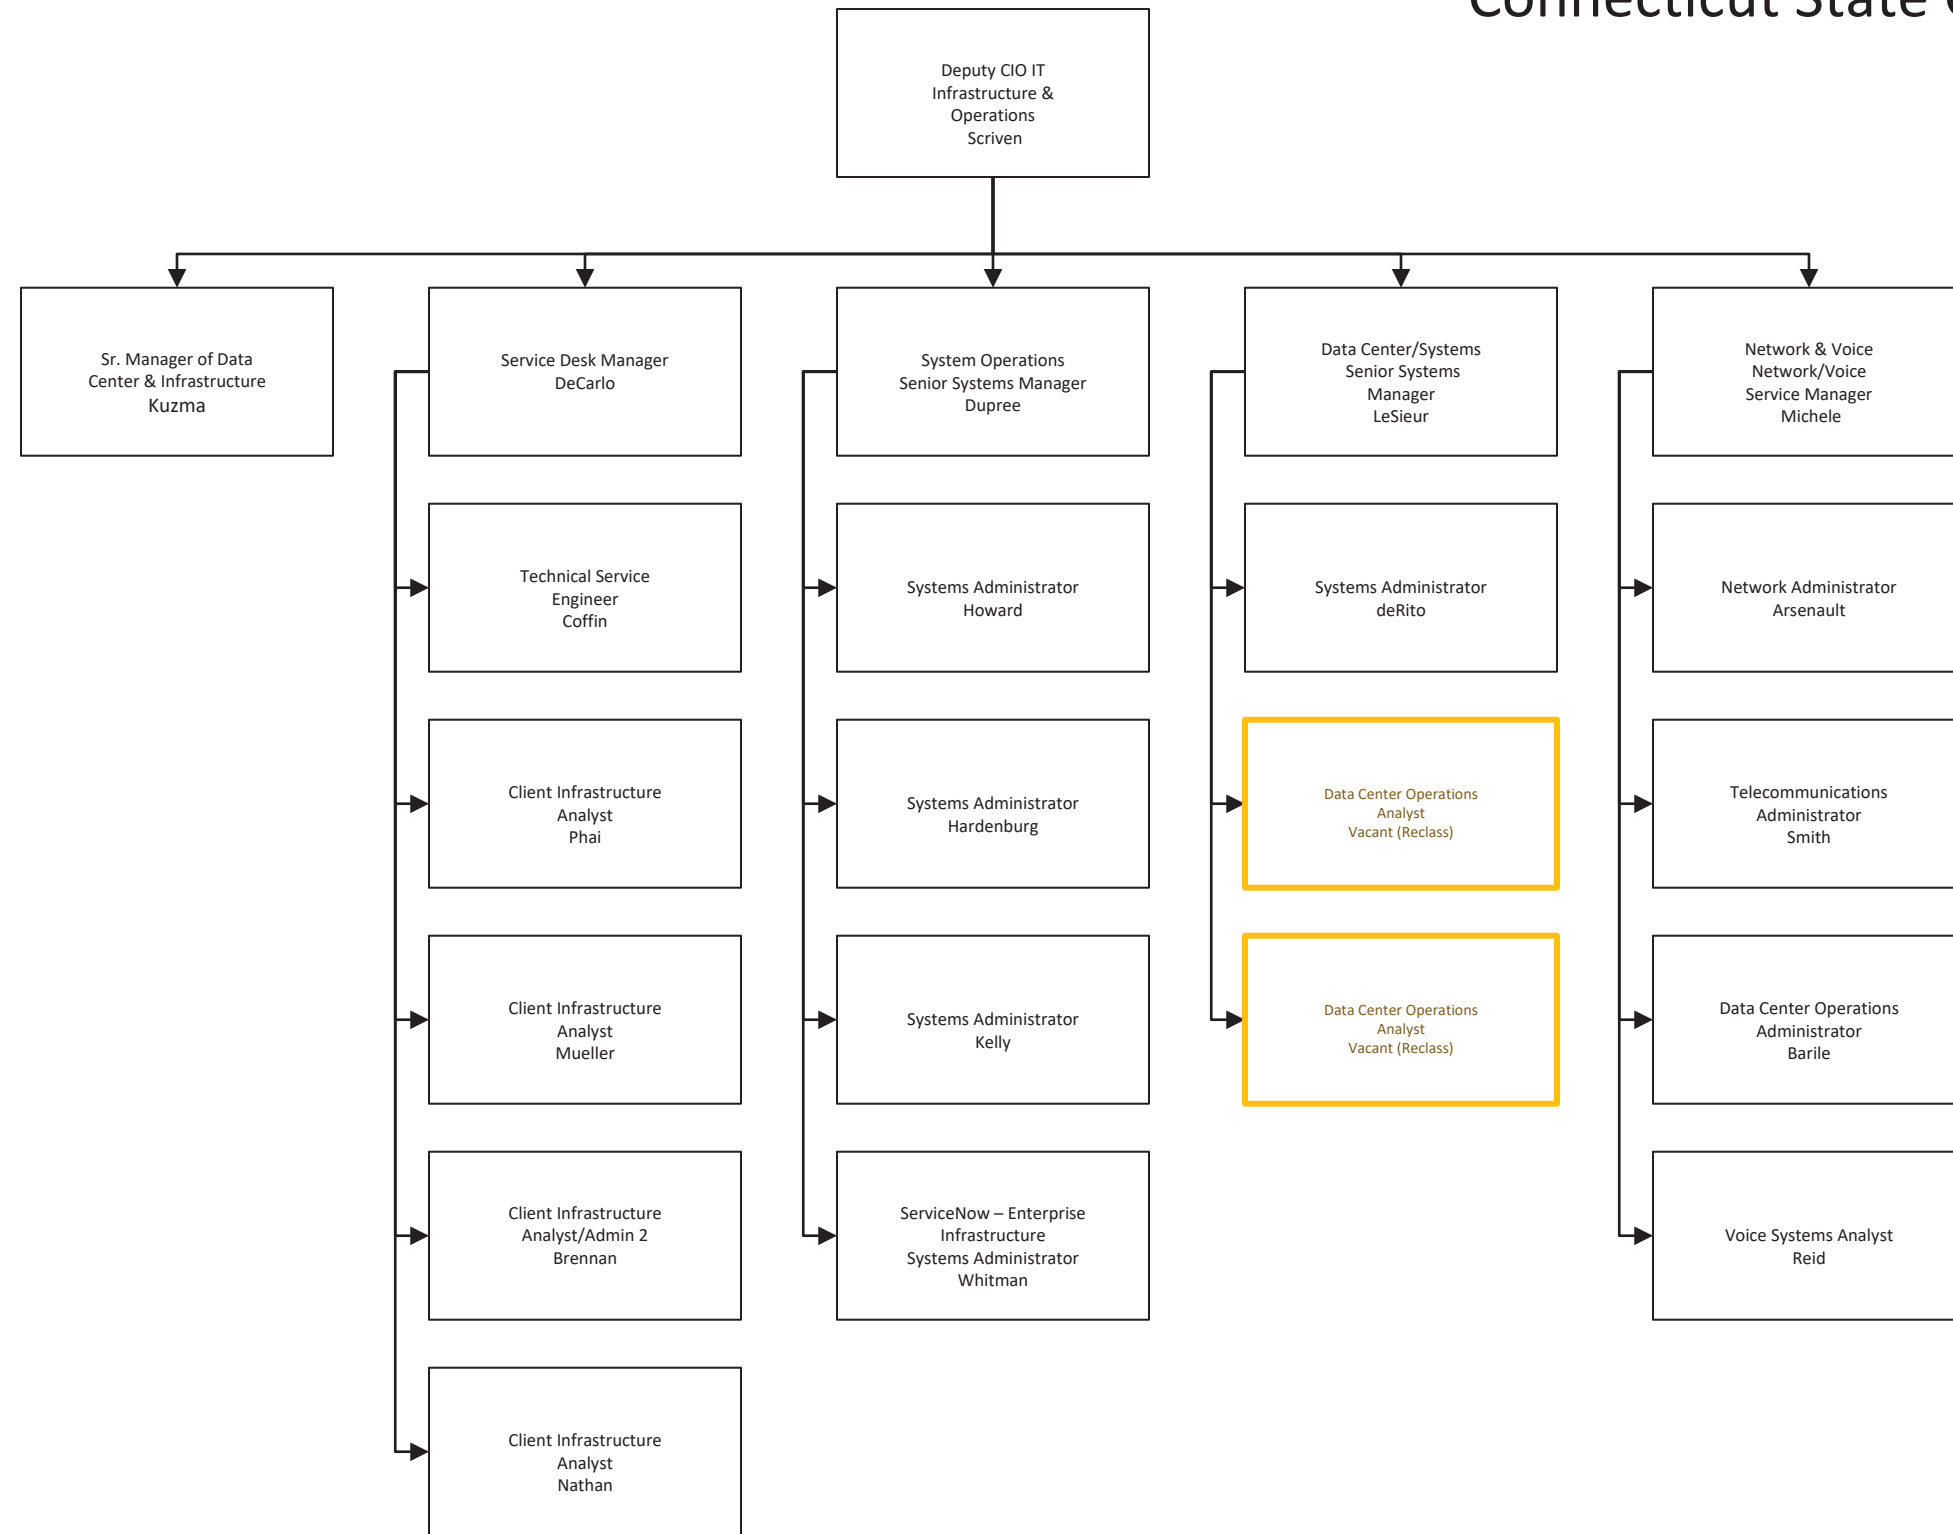 Connecticut State
Deputy CIO IT
Infrastructure &
Operations
Scriven
Sr. Manager of Data
Center & Infrastructure
Kuzma
Service Desk Manager
DeCarlo
System Operations
Senior Systems Manager
Dupree
Data Center/Systems
Senior Systems
Manager
LeSieur
Network & Voice
Network/Voice
Service Manager
Michele
Technical Service
Engineer
Coffin
Systems Administrator
Howard
Systems Administrator
deRito
Network Administrator
Arsenault
Client Infrastructure
Analyst
Phai
Systems Administrator
Hardenburg
Data Center Operations
Analyst
Vacant (Reclass)
Telecommunications
Administrator
Smith
Client Infrastructure
Analyst
Mueller
Systems Administrator
Kelly
Data Center Operations
Analyst
Vacant (Reclass)
Data Center Operations
Administrator
Barile
Client Infrastructure
Analyst/Admin 2
Brennan
ServiceNow – Enterprise
Infrastructure
Systems Administrator
Whitman
Voice Systems Analyst
Reid
Client Infrastructure
Analyst
Nathan